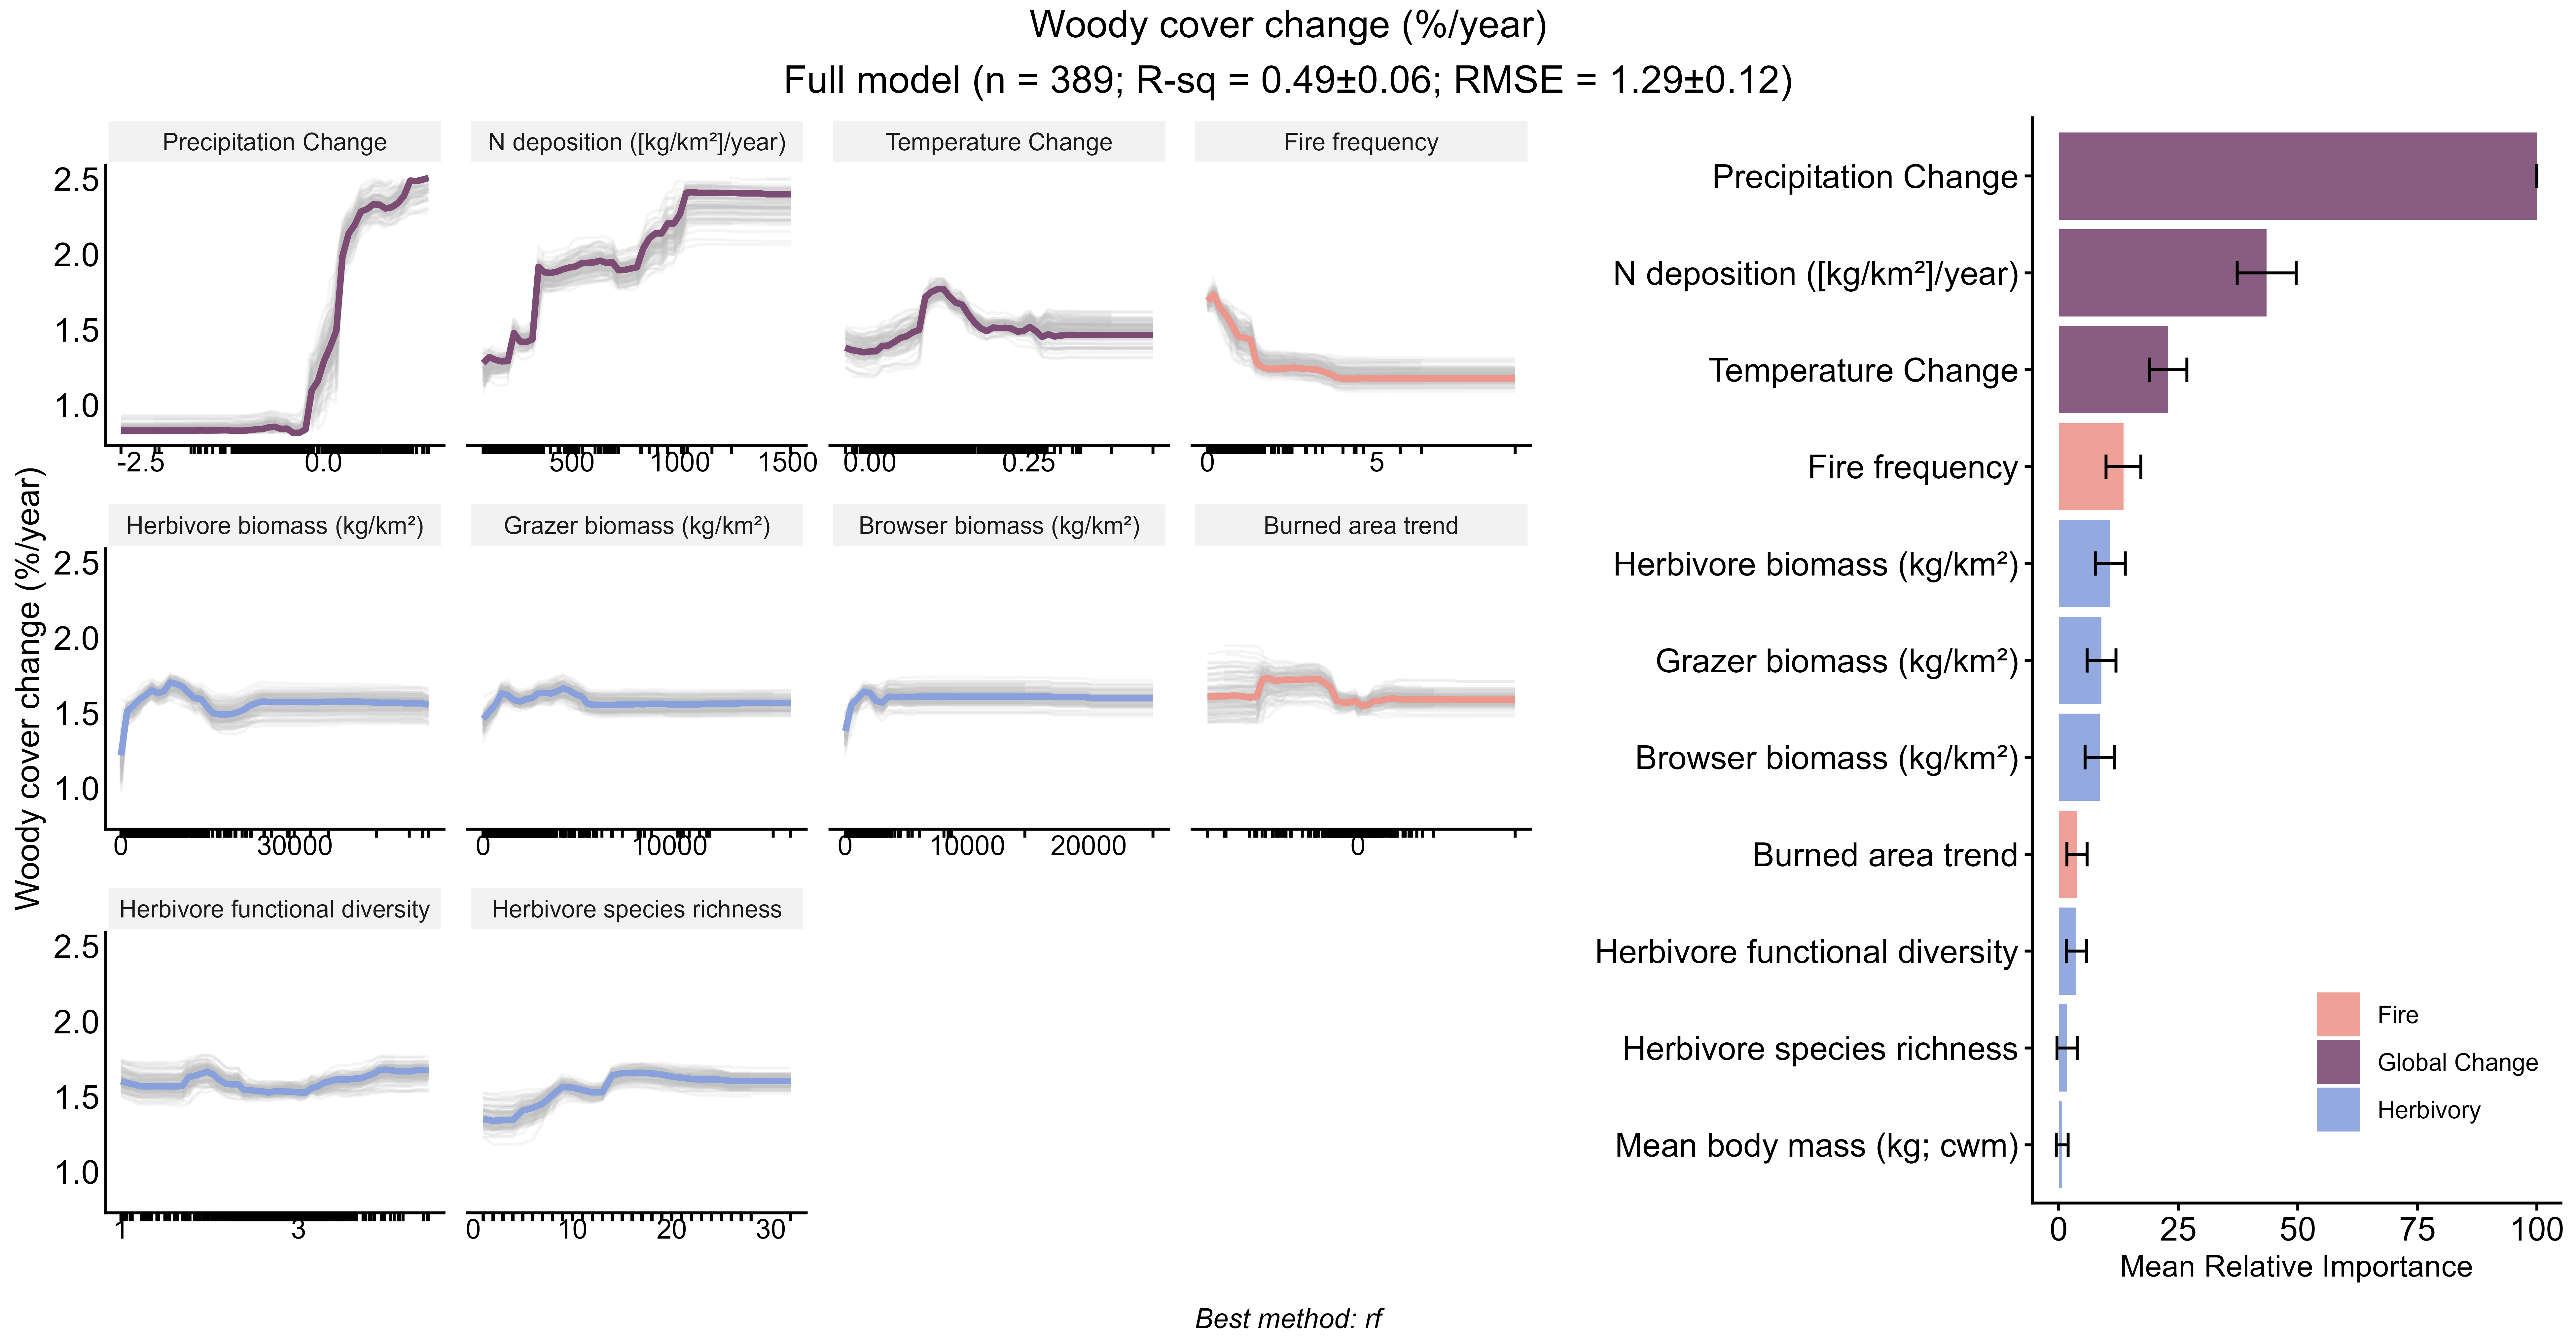 Woody cover change (%/year)
Full model (n = 389; R-sq = 0.49±0.06; RMSE = 1.29±0.12)
Woody cover change (%/year)
Precipitation Change
N deposition ([kg/km²]/year)
Temperature Change
Fire frequency
2.5
2.0
1.5
1.0
-2.5 0.0
500 1000 1500
0.00 0.25
0 5
Herbivore biomass (kg/km²)
Grazer biomass (kg/km²)
Browser biomass (kg/km²)
Burned area trend
2.5
2.0
1.5
1.0
0 30000
0 10000
0 10000 20000
0
Herbivore functional diversity
Herbivore species richness
2.5
2.0
1.5
1.0
1 3
0 10 20 30
Precipitation Change
N deposition ([kg/km²]/year)
Temperature Change
Fire frequency
Herbivore biomass (kg/km²)
Grazer biomass (kg/km²)
Browser biomass (kg/km²)
Burned area trend
Herbivore functional diversity
Herbivore species richness
Mean body mass (kg; cwm)
Fire
Global Change
Herbivory
0 25 50 75 100
Mean Relative Importance
Best method: rf